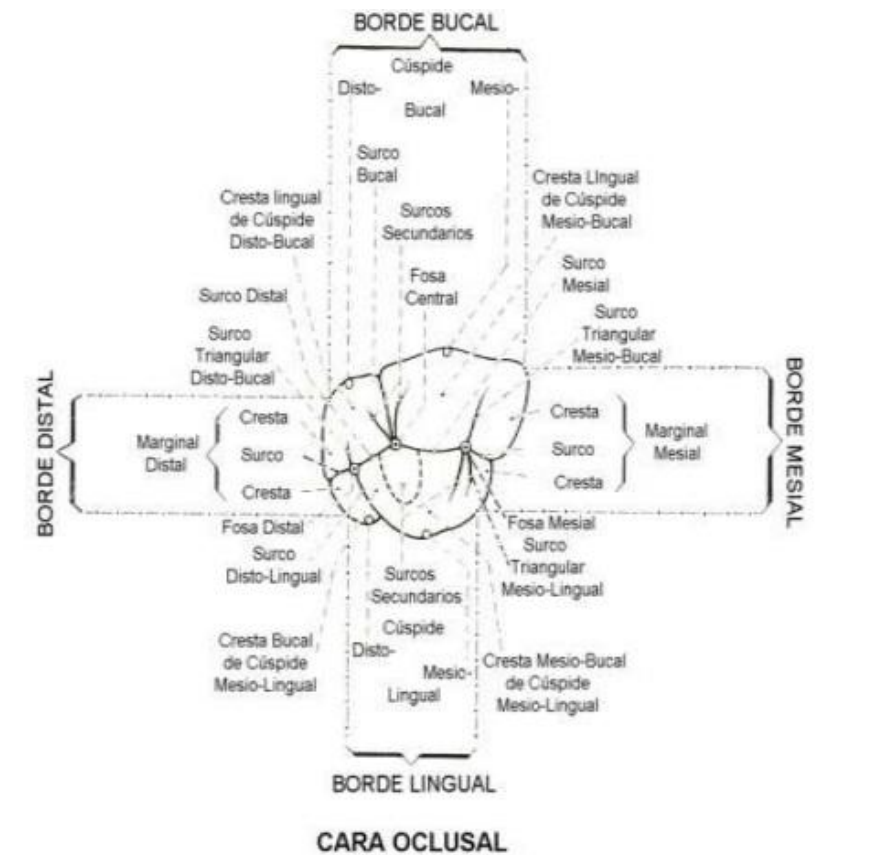 BORDE BUCAL
Cúspide
Disto-
Mesio-
Bucal
Surco
Bucal
Cresta lingual
de Cúspide
Disto-Bucal
Surcos
Secundarios
Cresta LIngual
de Cúspide
Mesio-Bucal
Fosa
Central
Surco
Mesial
Surco Distal
Surco
Triangular
Disto-Bucal
Surco
Triangular
Mesio-Bucal
BORDE DISTAL
Marginal
Distal
Cresta
Surco
Cresta
Cresta
Surco
Cresta
Marginal
Mesial
BORDE MESIAL
Fosa Distal
Surco
Disto-Lingual
Fosa Mesial
Surco
Triangular
Mesio-Lingual
Surcos
Secundarios
Cúspide
Disto-
Mesic-
Lingual
Cresta Bucal
de Cúspide
Mesio-Lingual
Cresta Mesio-Bucal
de Cúspide
Mesio-Lingual
BORDE LINGUAL
CARA OCLUSAL